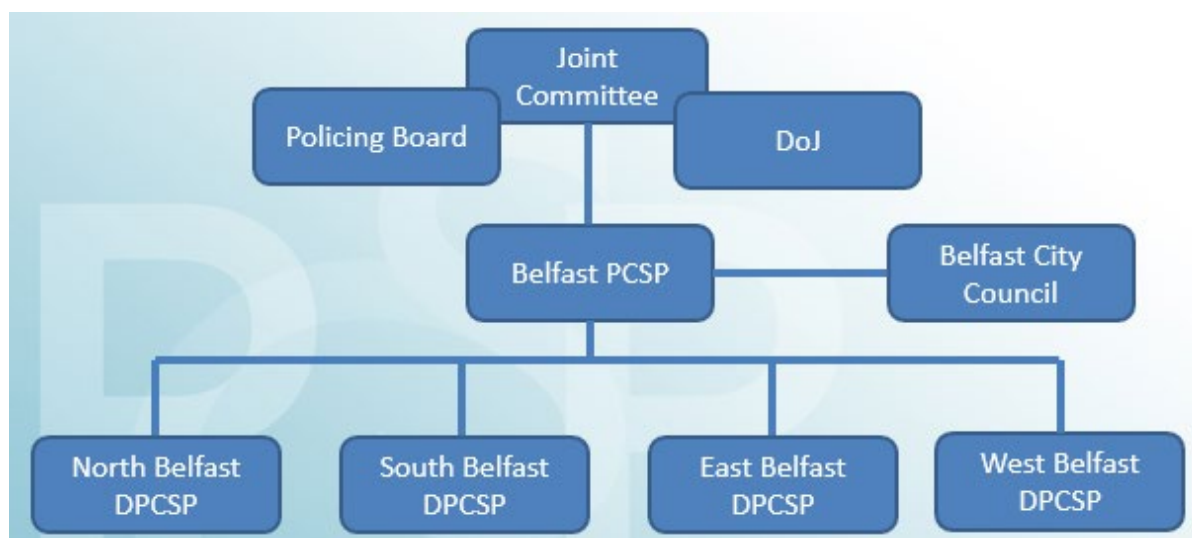 Joint
Committee
Policing Board
DoJ
Belfast PCSP
Belfast City
Council
North Belfast
DPCSP
South Belfast
DPCSP
East Belfast
DPCSP
West Belfast
DPCSP